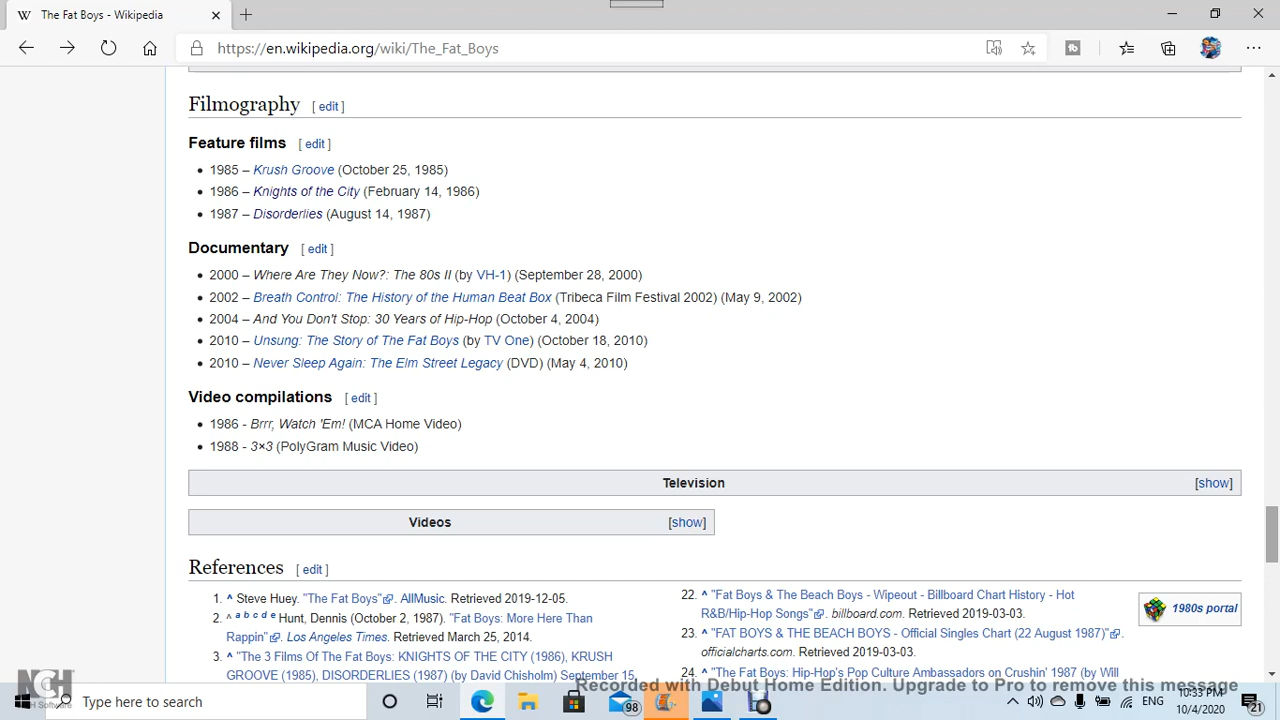 The Fat Boys - Wikipedia
https://en.wikipedia.org/wiki/The_Fat_Boys
Filmography [ edit ]
Feature films [ edit ]
• 1985 – Krush Groove (October 25, 1985)
• 1986 – Knights of the City (February 14, 1986)
• 1987 – Disorderlies (August 14, 1987)
Documentary [ edit ]
• 2000 – Where Are They Now?: The 80s II (by VH-1) (September 28, 2000)
• 2002 – Breath Control: The History of the Human Beat Box (Tribeca Film Festival 2002) (May 9, 2002)
• 2004 – And You Don't Stop: 30 Years of Hip-Hop (October 4, 2004)
• 2010 – Unsung: The Story of The Fat Boys (by TV One) (October 18, 2010)
• 2010 – Never Sleep Again: The Elm Street Legacy (DVD) (May 4, 2010)
Video compilations [ edit ]
• 1986 - Brrr, Watch 'Em! (MCA Home Video)
• 1988 - 3×3 (PolyGram Music Video)
Television [show]
Videos [show]
References [ edit ]
1. ^ Steve Huey. "The Fat Boys". AllMusic. Retrieved 2019-12-05.
2. ^ a b c d e Hunt, Dennis (October 2, 1987). "Fat Boys: More Here Than
Rappin'". Los Angeles Times. Retrieved March 25, 2014.
3. ^ "The 3 Films Of The Fat Boys: KNIGHTS OF THE CITY (1986), KRUSH
GROOVE (1985), DISORDERLIES (1987) (by David Chisholm) September 15,
22. ^ "Fat Boys & The Beach Boys - Wipeout - Billboard Chart History - Hot
R&B/Hip-Hop Songs". billboard.com. Retrieved 2019-03-03.
23. ^ "FAT BOYS & THE BEACH BOYS - Official Singles Chart (22 August 1987)".
officialcharts.com. Retrieved 2019-03-03.
24. ^ "The Fat Boys: Hip-Hop's Pop Culture Ambassadors on Crushin' 1987 (by Will
1980s portal
Recorded with Debut Home Edition. Upgrade to Pro to remove this message
NCH
Software
Type here to search
98
ENG
10:33 PM
10/4/2020
21